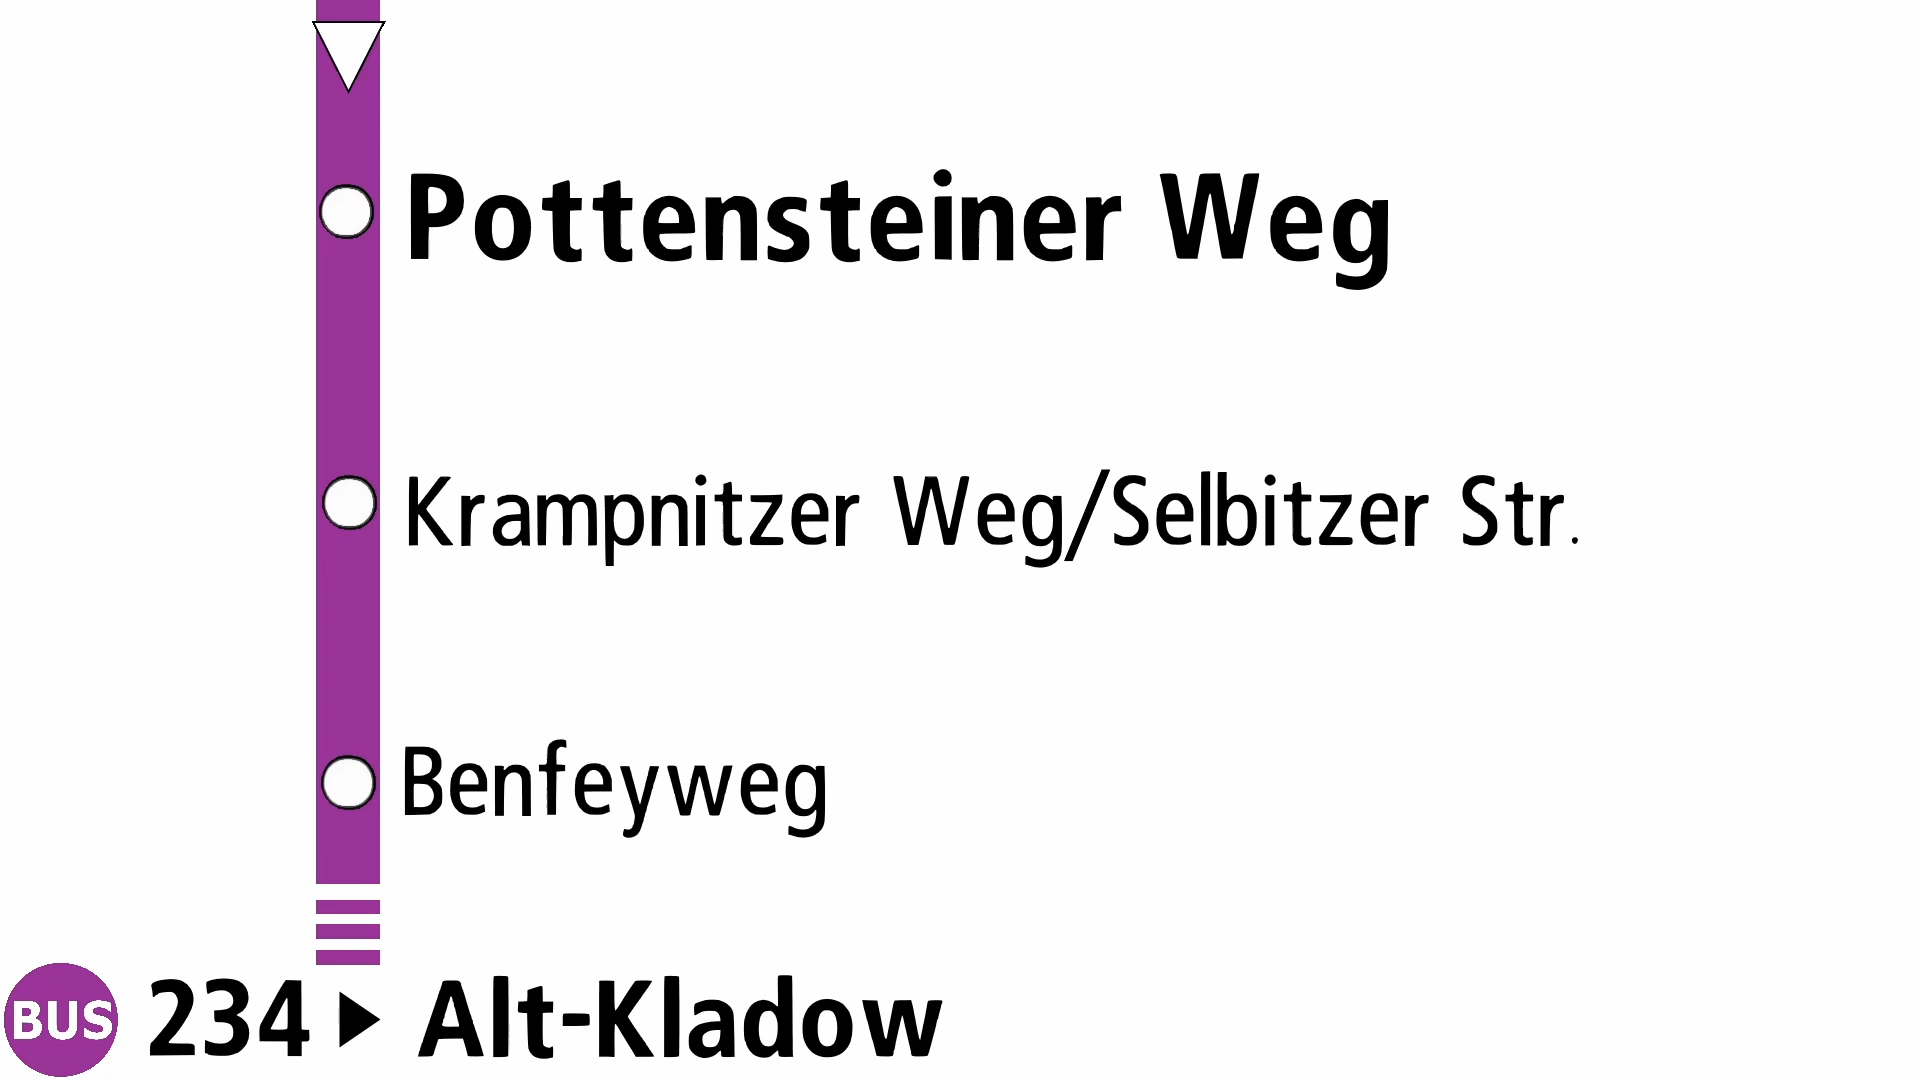 Pottensteiner Weg
Krampnitzer Weg/Selbitzer Str.
Benfeyweg
BUS 234 ▶ Alt-Kladow